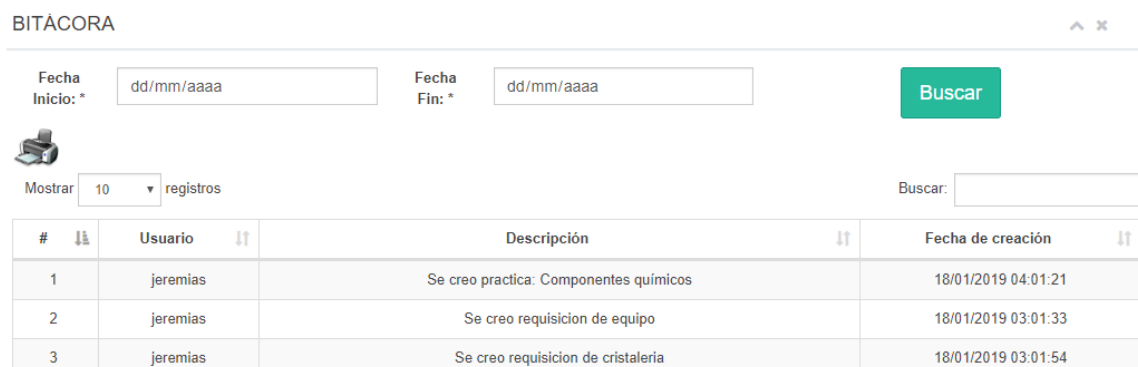 BITÁCORA
Fecha Inicio: * dd/mm/aaaa Fecha Fin: * dd/mm/aaaa Buscar
Mostrar 10 registros Buscar:
# Usuario Descripción Fecha de creación
1 jeremias Se creo practica: Componentes químicos 18/01/2019 04:01:21
2 jeremias Se creo requisicion de equipo 18/01/2019 03:01:33
3 jeremias Se creo requisicion de cristaleria 18/01/2019 03:01:54